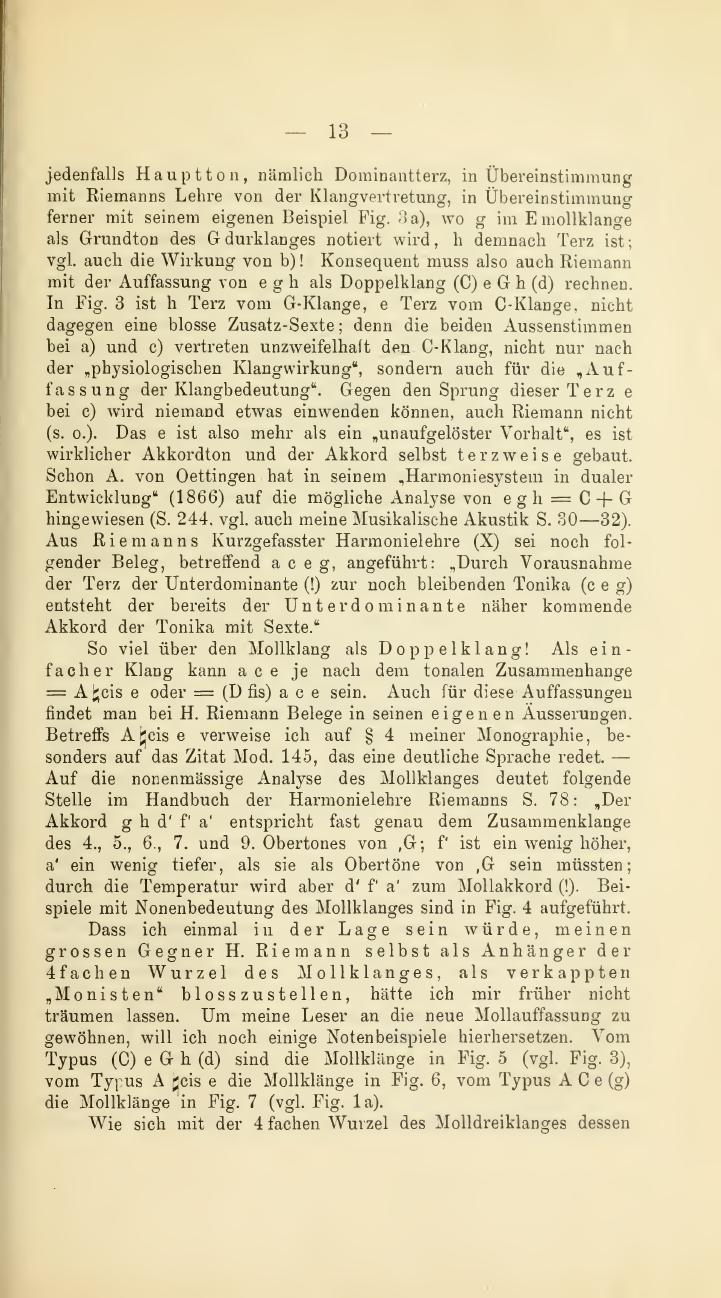 — 13 —
jedenfalls Hauptton, nämlich Dominantterz, in Übereinstimmung
mit Riemanns Lehre von der Klangvertretung, in Übereinstimmung
ferner mit seinem eigenen Beispiel Fig. 3a), wo g im Emollklange
als Grundton des Gdurklanges notiert wird, h demnach Terz ist;
vgl. auch die Wirkung von b)! Konsequent muss also auch Riemann
mit der Auffassung von e g h als Doppelklang (C) e G h (d) rechnen.
In Fig. 3 ist h Terz vom G-Klange, e Terz vom C-Klange, nicht
dagegen eine blosse Zusatz-Sexte; denn die beiden Aussenstimmen
bei a) und c) vertreten unzweifelhaft den C-Klang, nicht nur nach
der „physiologischen Klangwirkung“, sondern auch für die „Auf-
fassung der Klangbedeutung“. Gegen den Sprung dieser Terz e
bei c) wird niemand etwas einwenden können, auch Riemann nicht
(s. o.). Das e ist also mehr als ein „unaufgelöster Vorhalt“, es ist
wirklicher Akkordton und der Akkord selbst terzweise gebaut.
Schon A. von Oettingen hat in seinem „Harmoniesystem in dualer
Entwicklung“ (1866) auf die mögliche Analyse von e g h = C + G
hingewiesen (S. 244, vgl. auch meine Musikalische Akustik S. 30—32).
Aus Riemanns Kurzgefasster Harmonielehre (X) sei noch fol-
gender Beleg, betreffend a c e g, angeführt: „Durch Vorausnahme
der Terz der Unterdominante (!) zur noch bleibenden Tonika (c e g)
entsteht der bereits der Unterdominante näher kommende
Akkord der Tonika mit Sexte.“
So viel über den Mollklang als Doppelklang! Als ein-
facher Klang kann a c e je nach dem tonalen Zusammenhange
= A ♮cis e oder = (D fis) a c e sein. Auch für diese Auffassungen
findet man bei H. Riemann Belege in seinen eigenen Äusserungen.
Betreffs A ♮cis e verweise ich auf § 4 meiner Monographie, be-
sonders auf das Zitat Mod. 145, das eine deutliche Sprache redet. —
Auf die nonenmässige Analyse des Mollklanges deutet folgende
Stelle im Handbuch der Harmonielehre Riemanns S. 78: „Der
Akkord g h d' f' a' entspricht fast genau dem Zusammenklange
des 4., 5., 6., 7. und 9. Obertones von ,G; f' ist ein wenig höher,
a' ein wenig tiefer, als sie als Obertöne von ,G sein müssten;
durch die Temperatur wird aber d' f' a' zum Mollakkord (!). Bei-
spiele mit Nonenbedeutung des Mollklanges sind in Fig. 4 aufgeführt.
Dass ich einmal in der Lage sein würde, meinen
grossen Gegner H. Riemann selbst als Anhänger der
4fachen Wurzel des Mollklanges, als verkappten
„Monisten“ blosszustellen, hätte ich mir früher nicht
träumen lassen. Um meine Leser an die neue Mollauffassung zu
gewöhnen, will ich noch einige Notenbeispiele hierhersetzen. Vom
Typus (C) e G h (d) sind die Mollklänge in Fig. 5 (vgl. Fig. 3),
vom Typus A ♮cis e die Mollklänge in Fig. 6, vom Typus A C e (g)
die Mollklänge in Fig. 7 (vgl. Fig. 1a).
Wie sich mit der 4fachen Wurzel des Molldreiklanges dessen